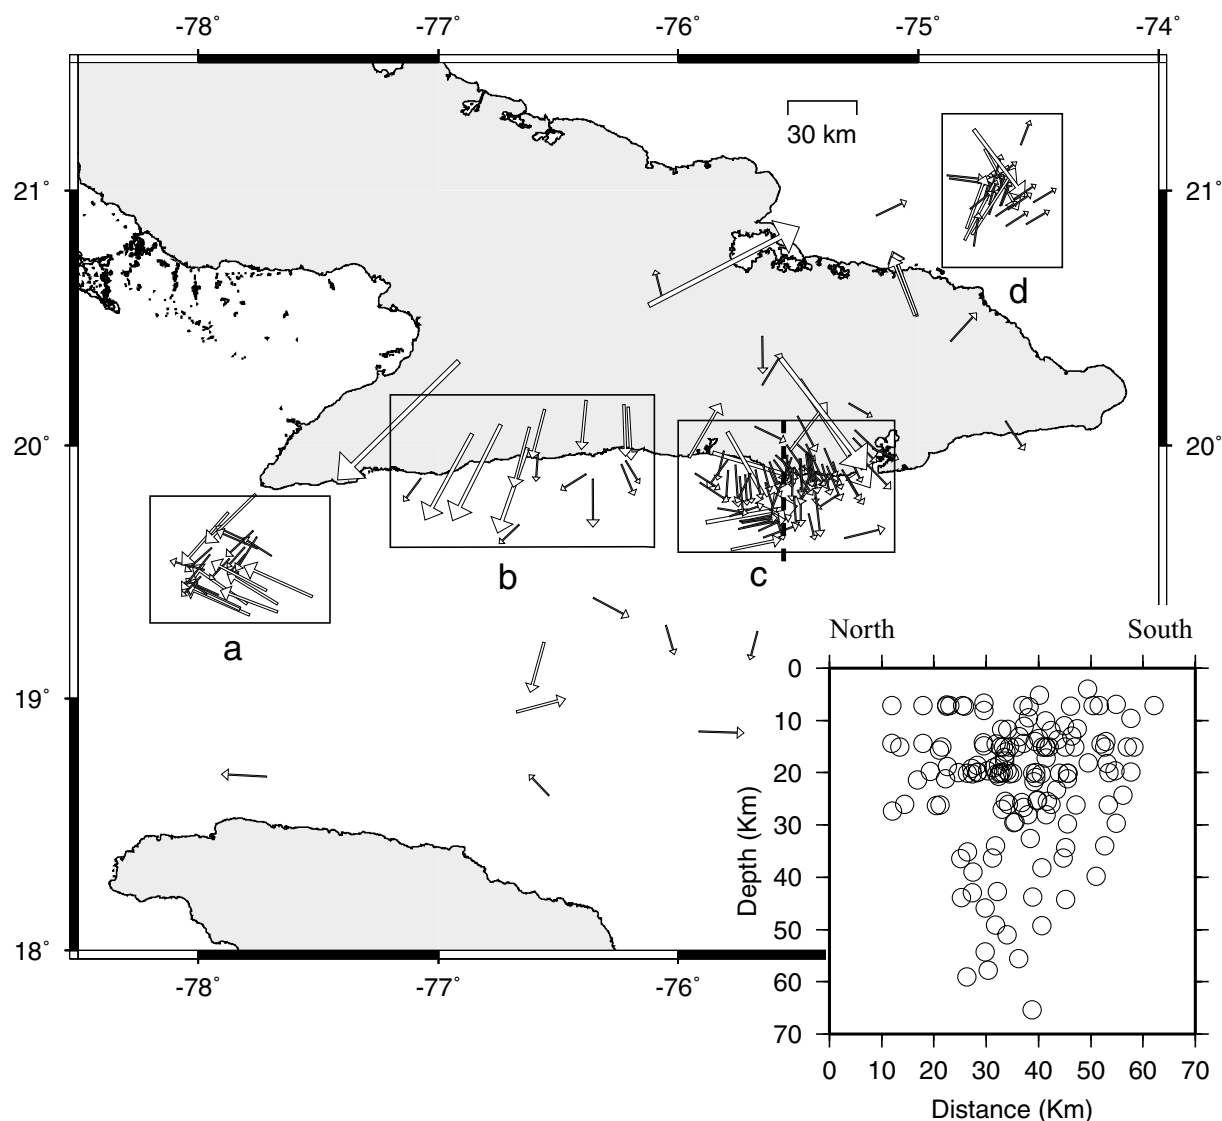 -78˚ -77˚ -76˚ -75˚ -74˚
30 km
21˚ 21˚
d
20˚ 20˚
b c
a
North South
19˚
18˚
-78˚ -77˚ -76˚
0
10
20
30
40
50
60
70
Depth (Km)
0 10 20 30 40 50 60 70
Distance (Km)